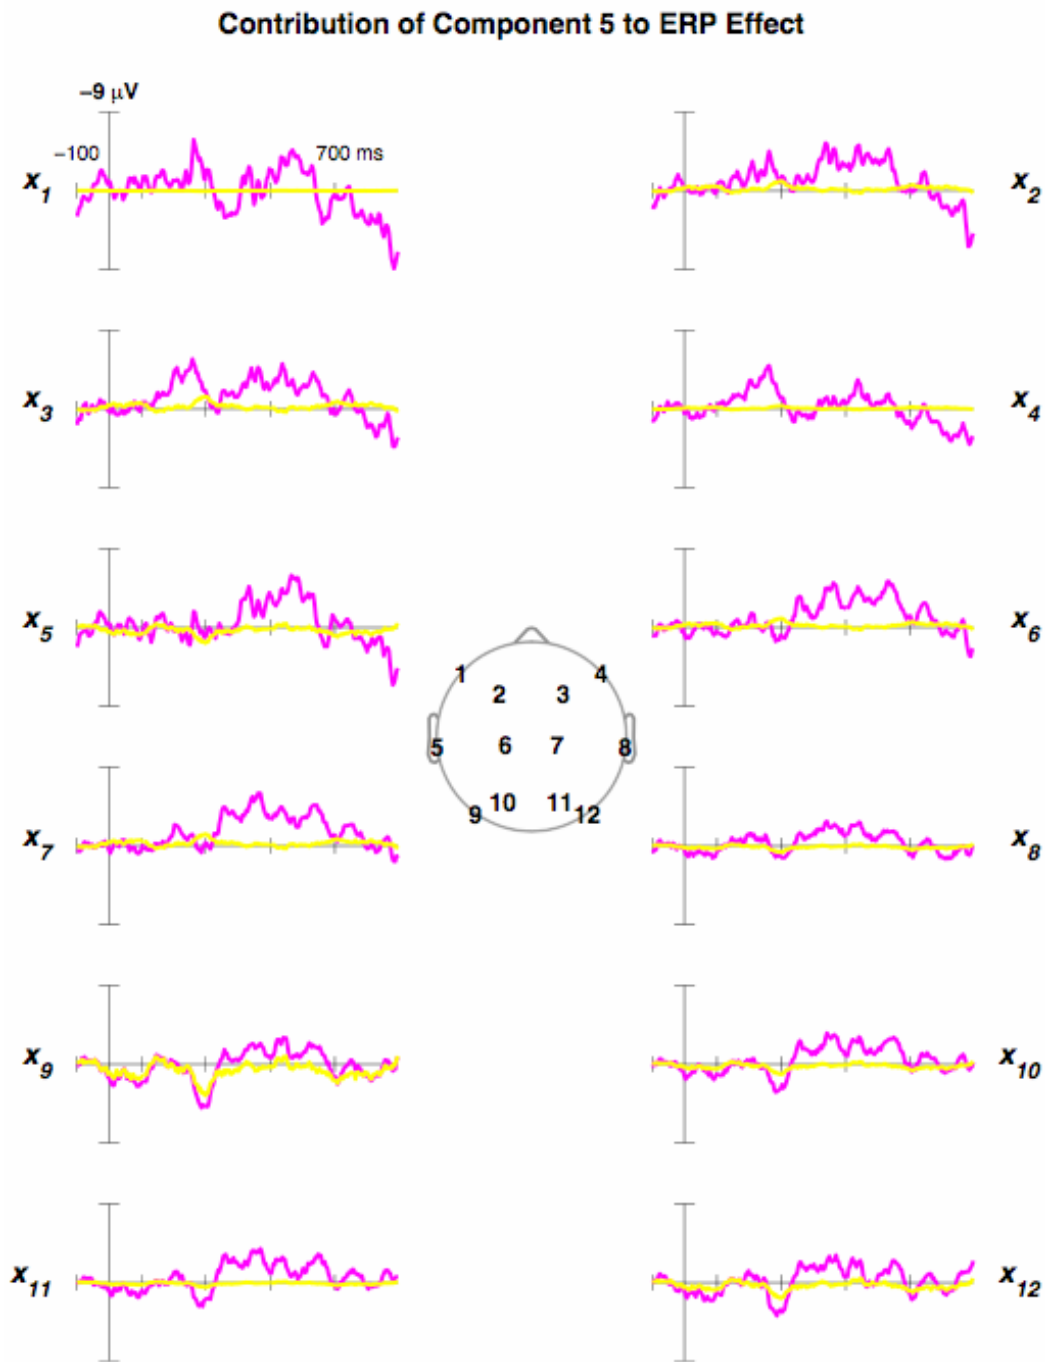 Contribution of Component 5 to ERP Effect
−9 μV
−100 700 ms
x1 x2
x3 x4
x5 x6
1 4
2 3
5 6 7 8
10 11
9 12
x7 x8
x9 x10
x11 x12